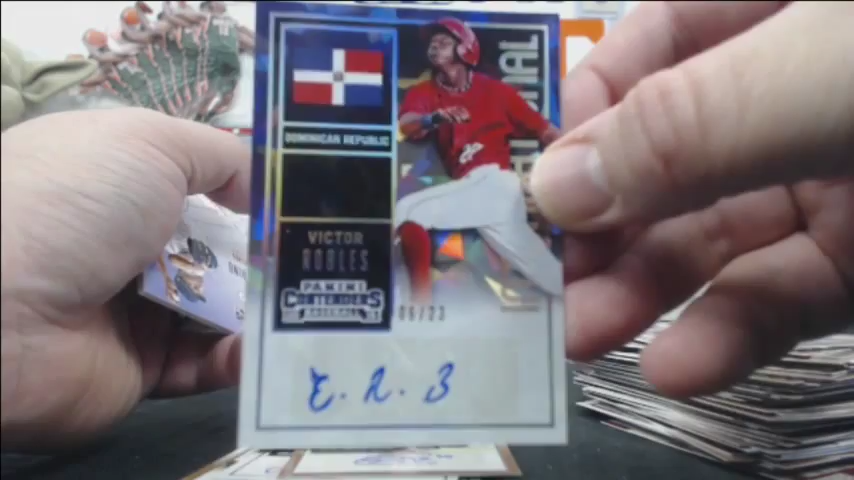 DOMINICAN REPUBLIC
VICTOR
ROBLES
PANINI
CONTENDERS
BASEBALL
06/23
E. R. B